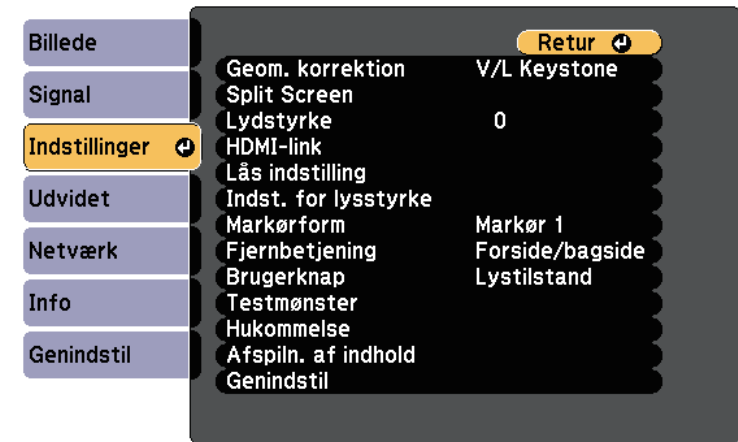 Billede
Signal
Indstillinger
Udvidet
Netværk
Info
Genindstil
Retur
Geom. korrektion V/L Keystone
Split Screen
Lydstyrke 0
HDMI-link
Lås indstilling
Indst. for lysstyrke
Markørform Markør 1
Fjernbetjening Forside/bagside
Brugerknap Lystilstand
Testmønster
Hukommelse
Afspiln. af indhold
Genindstil